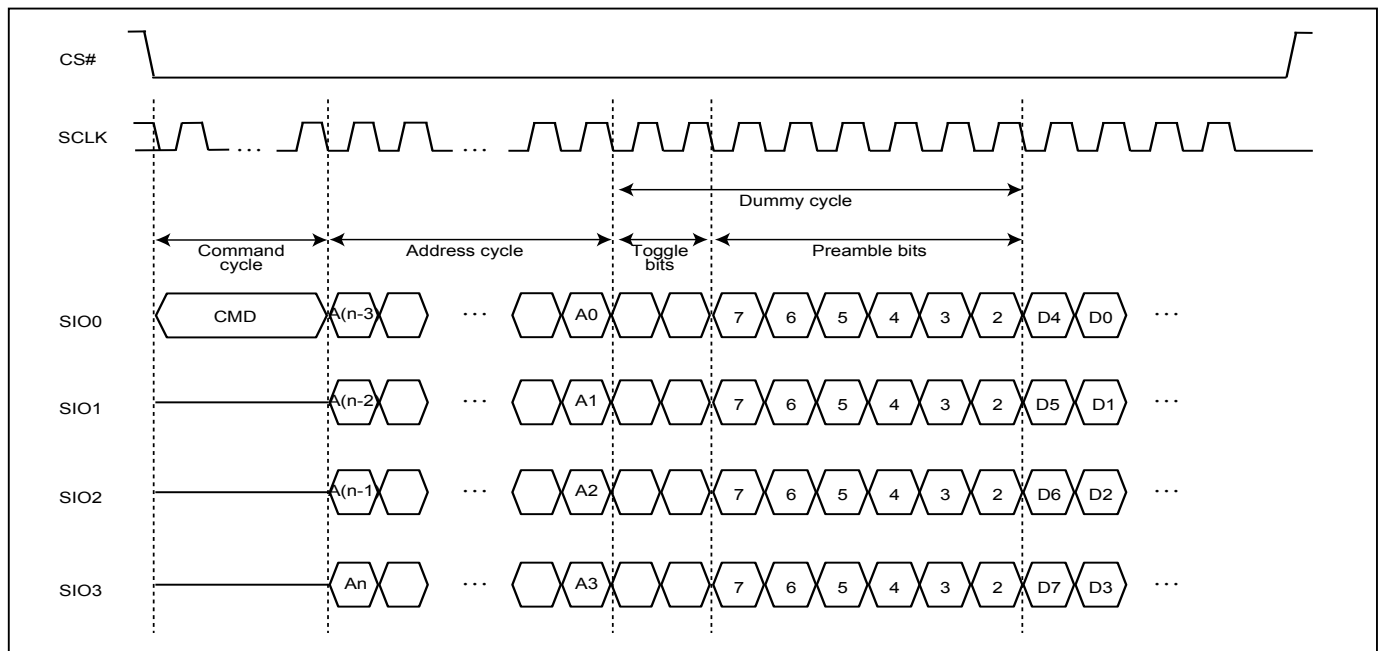 CS#
SCLK ... ...
Dummy cycle
Command cycle Address cycle Toggle bits Preamble bits
SIO0 CMD A(n-3) ... A0 7 6 5 4 3 2 D4 D0 ...
SIO1 A(n-2 ... A1 7 6 5 4 3 2 D5 D1 ...
SIO2 A(n-1) ... A2 7 6 5 4 3 2 D6 D2 ...
SIO3 An ... A3 7 6 5 4 3 2 D7 D3 ...